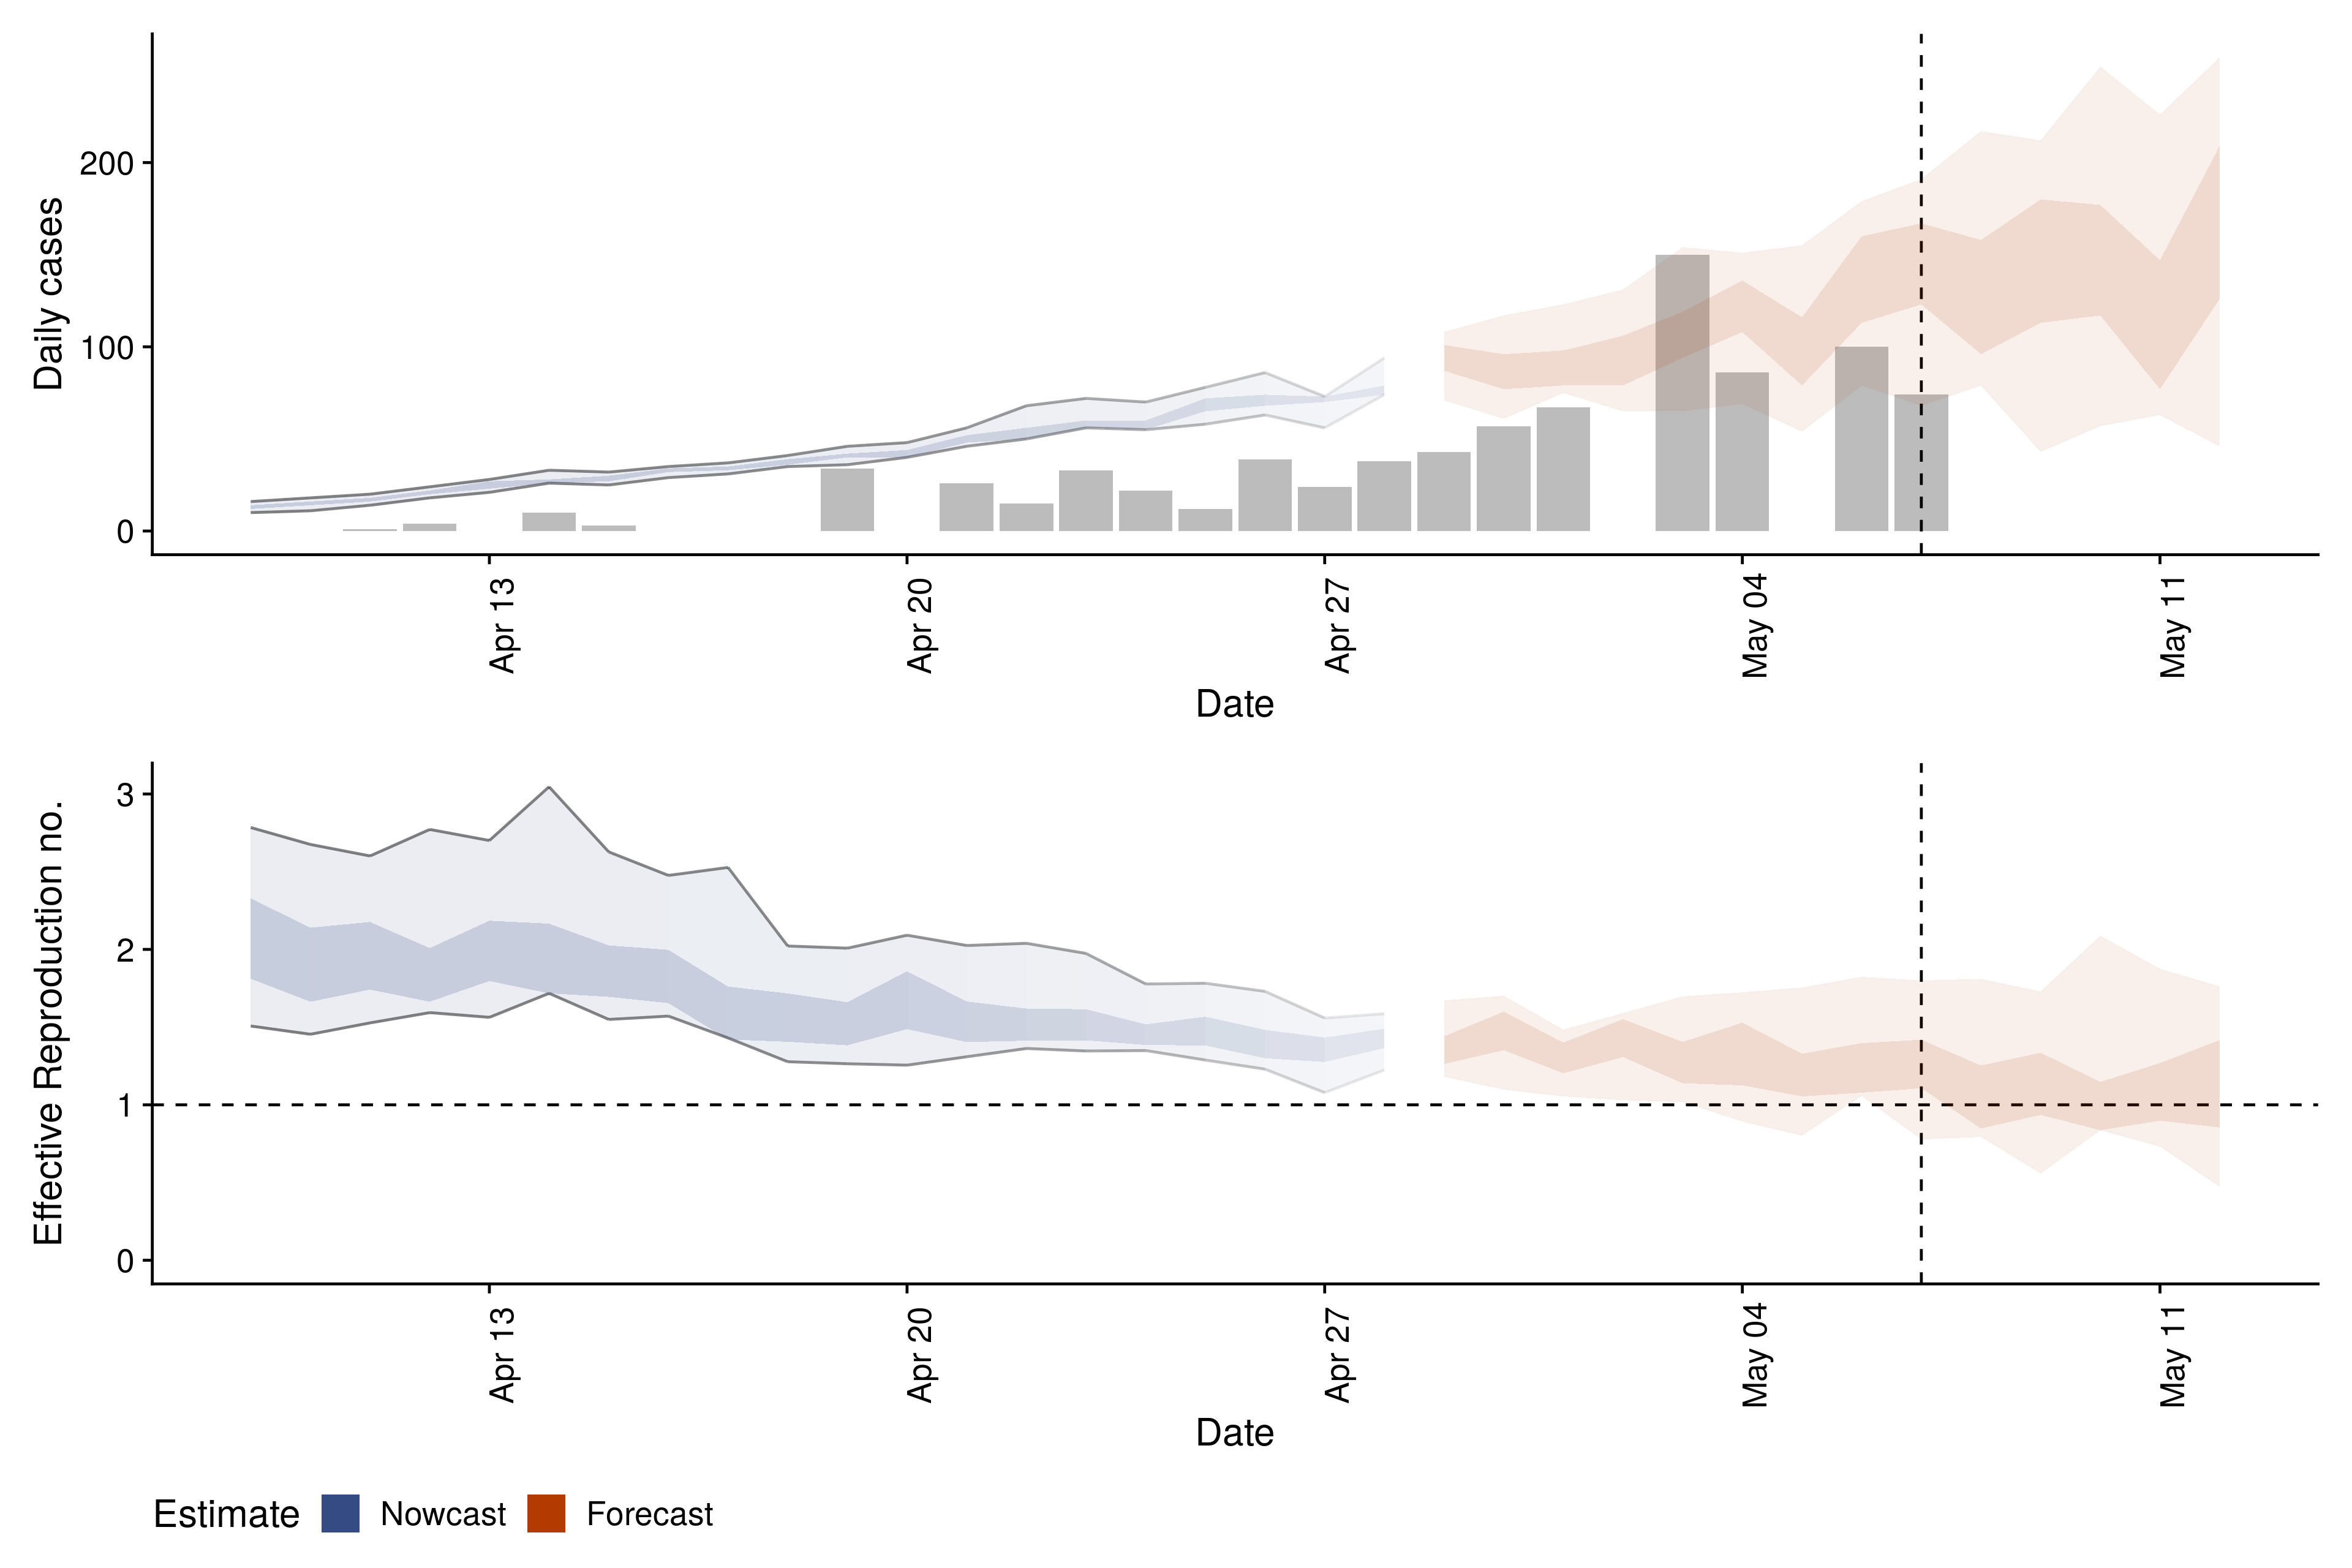 Daily cases
200
100
0
Apr 13
Apr 20
Apr 27
May 04
May 11
Date
Effective Reproduction no.
3
2
1
0
Apr 13
Apr 20
Apr 27
May 04
May 11
Date
Estimate Nowcast Forecast